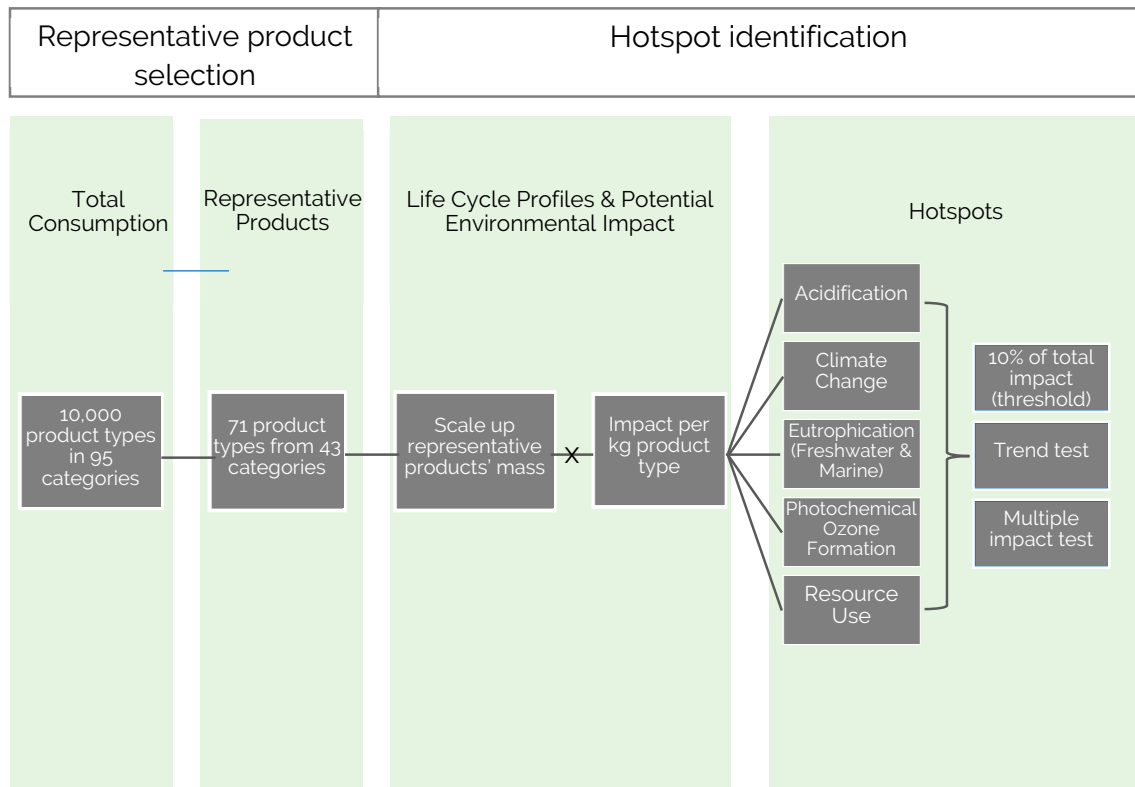 Representative product
selection
Hotspot identification
Total
Consumption
Representative
Products
Life Cycle Profiles & Potential
Environmental Impact
Hotspots
10,000
product types
in 95
categories
71 product
types from 43
categories
Scale up
representative
products' mass
X
Impact per
kg product
type
Acidification
Climate
Change
Eutrophication
(Freshwater &
Marine)
Photochemical
Ozone
Formation
Resource
Use
10% of total
impact
(threshold)
Trend test
Multiple
impact test